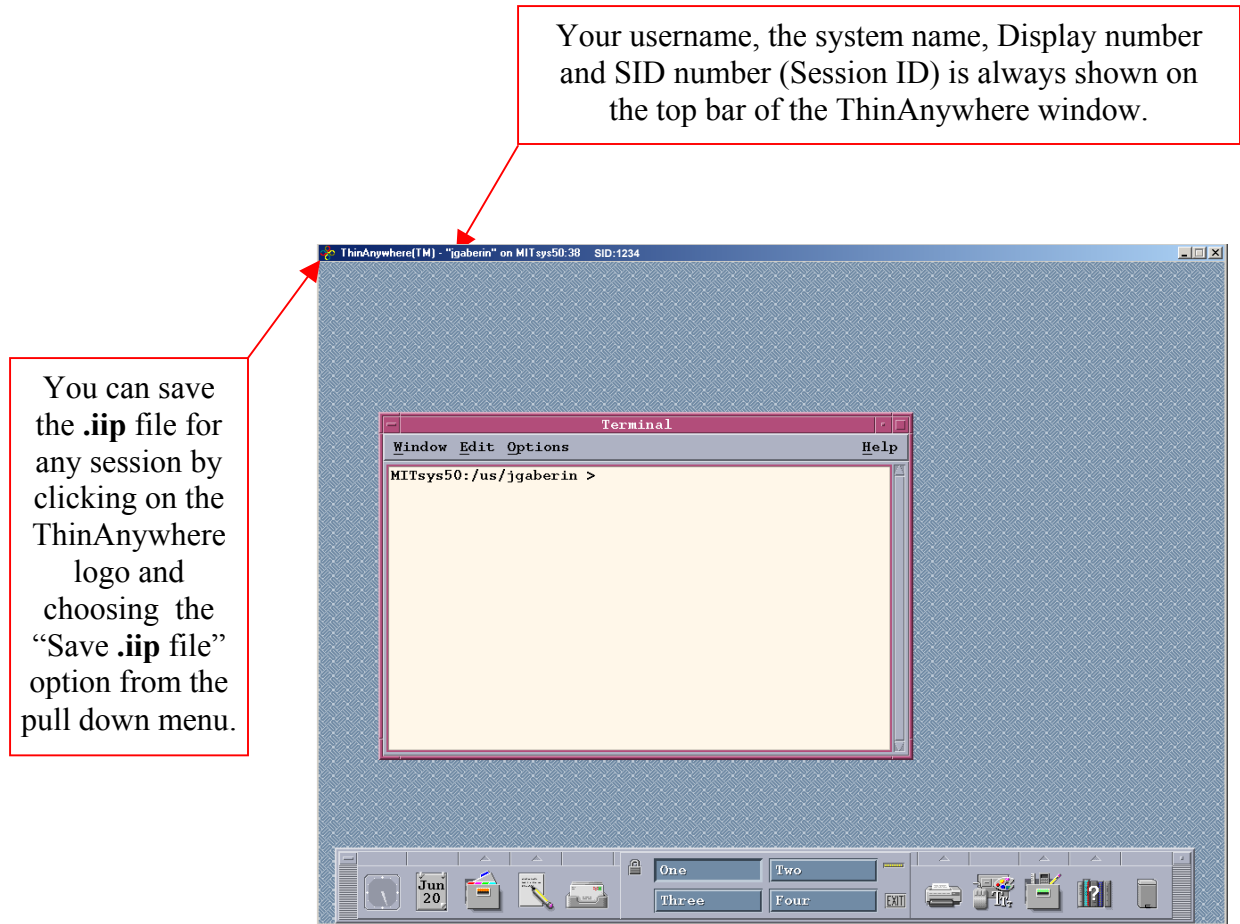 Your username, the system name, Display number
and SID number (Session ID) is always shown on
the top bar of the ThinAnywhere window.
ThinAnywhere(TM) - "jgaberin" on MITsys50:38 SID:1234
You can save
the .iip file for
any session by
clicking on the
ThinAnywhere
logo and
choosing the
“Save .iip file”
option from the
pull down menu.
Terminal
Window Edit Options Help
MITsys50:/us/jgaberin >
One Two
Jun
20
Three Four EXIT
?